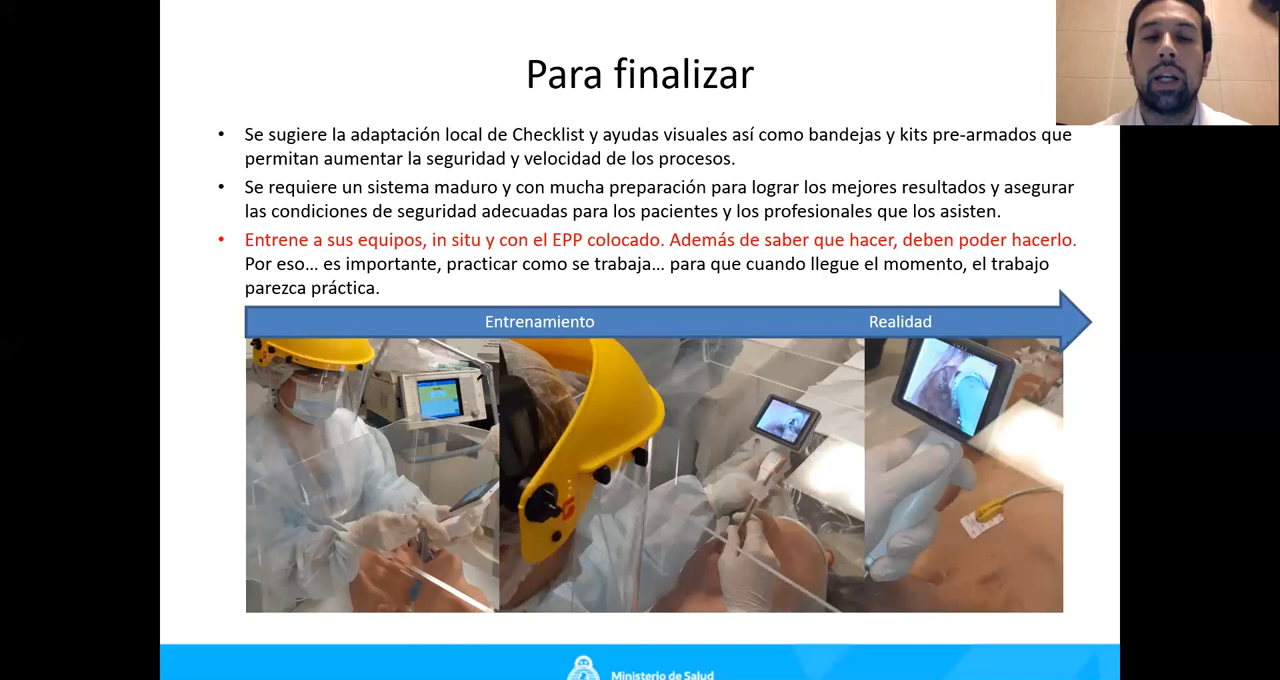 Para finalizar
• Se sugiere la adaptación local de Checklist y ayudas visuales así como bandejas y kits pre-armados que
permitan aumentar la seguridad y velocidad de los procesos.
• Se requiere un sistema maduro y con mucha preparación para lograr los mejores resultados y asegurar
las condiciones de seguridad adecuadas para los pacientes y los profesionales que los asisten.
• Entrene a sus equipos, in situ y con el EPP colocado. Además de saber que hacer, deben poder hacerlo.
Por eso... es importante, practicar como se trabaja... para que cuando llegue el momento, el trabajo
parezca práctica.
Entrenamiento Realidad
Ministerio de Salud